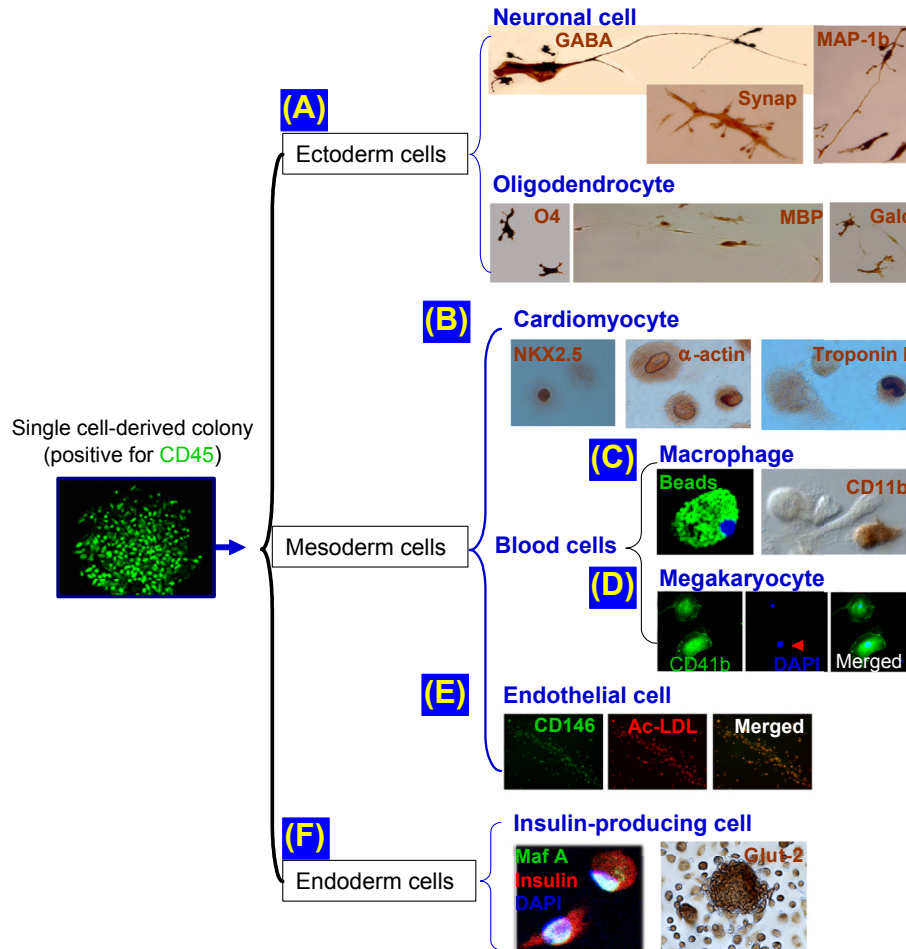 Neuronal cell
GABA
MAP-1b
Synap
(A)
Ectoderm cells
Oligodendrocyte
O4
MBP
Galc
(B)
Cardiomyocyte
NKX2.5
α-actin
Troponin I
Single cell-derived colony
(positive for CD45)
(C)
Macrophage
Beads
CD11b
Mesoderm cells
Blood cells
(D)
Megakaryocyte
CD41b
DAPI
Merged
(E)
Endothelial cell
CD146
Ac-LDL
Merged
(F)
Insulin-producing cell
Maf A
Insulin
DAPI
Glut-2
Endoderm cells